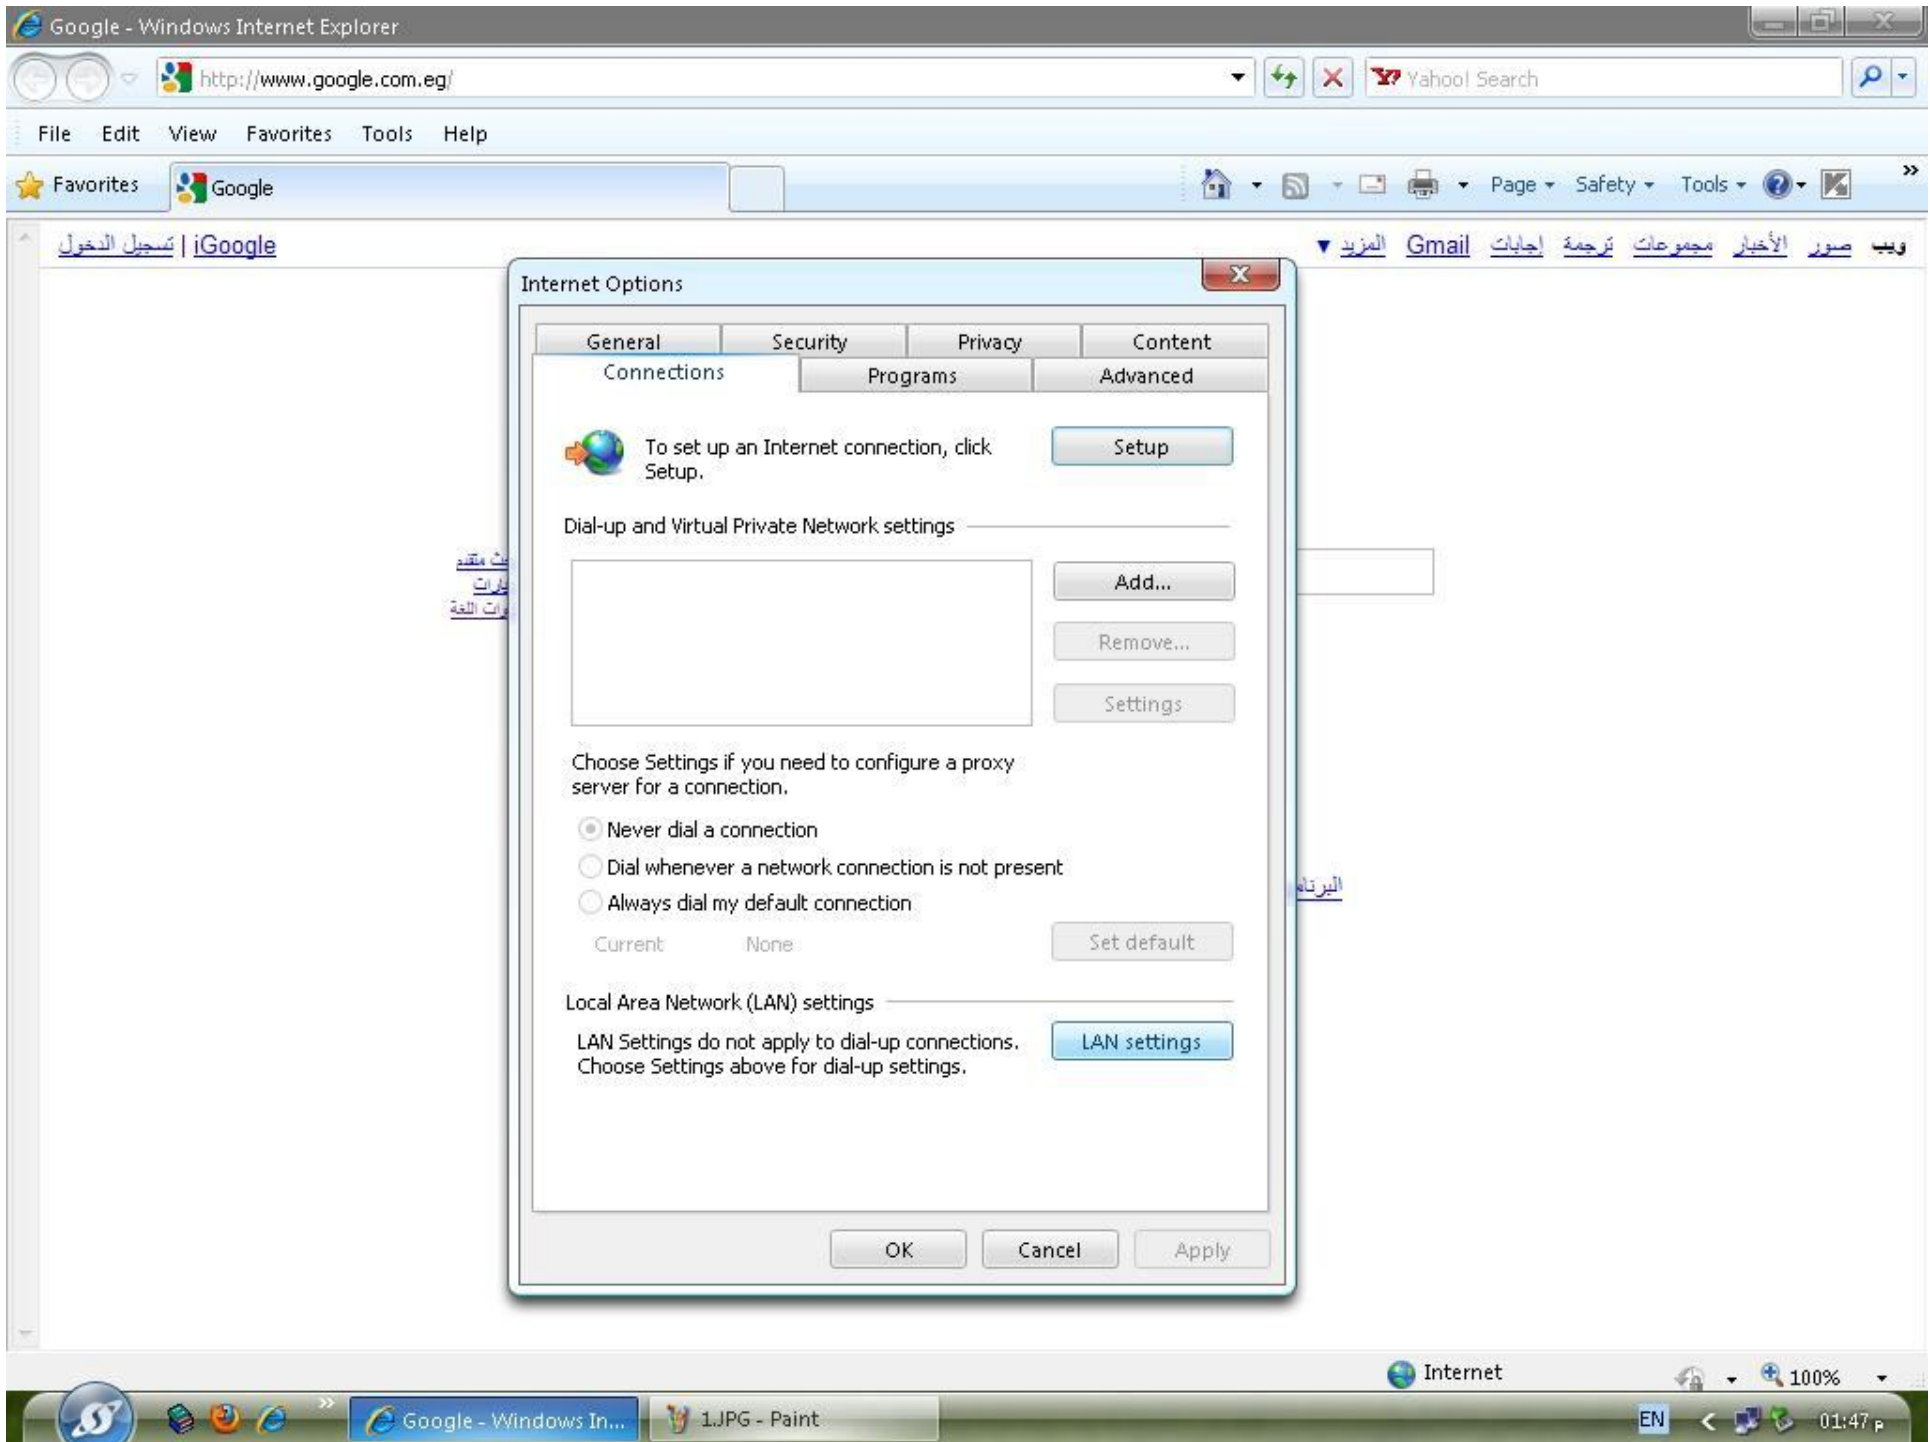 Google - Windows Internet Explorer
http://www.google.com.eg/
Yahoo! Search
File Edit View Favorites Tools Help
Favorites
Google
Page Safety Tools
»
iGoogle | تسجيل الدخول
ويب صور الأخبار مجموعات ترجمة إجابات Gmail المزيد ▼
Internet Options
General Security Privacy Content
Connections Programs Advanced
To set up an Internet connection, click
Setup.
Setup
Dial-up and Virtual Private Network settings
متقدم
اللغة
Add...
Remove...
Settings
Choose Settings if you need to configure a proxy
server for a connection.
Never dial a connection
Dial whenever a network connection is not present
Always dial my default connection
Current None
Set default
Local Area Network (LAN) settings
LAN Settings do not apply to dial-up connections.
Choose Settings above for dial-up settings.
LAN settings
OK Cancel Apply
Internet
100%
»
Google - Windows In...
1.JPG - Paint
EN
01:47 م